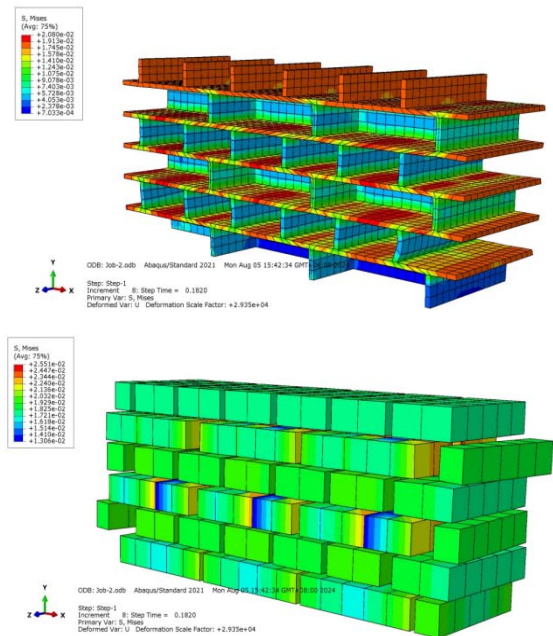 S, Mises
(Avg: 75%)
+2.080e-02
+1.913e-02
+1.745e-02
+1.578e-02
+1.410e-02
+1.243e-02
+1.075e-02
+9.078e-03
+7.403e-03
+5.728e-03
+4.053e-03
+2.378e-03
+7.033e-04
ODB: Job-2.odb Abaqus/Standard 2021 Mon Aug 05 15:42:34 GMT+
Step: Step-1
Increment 8: Step Time = 0.1820
Primary Var: S, Mises
Deformed Var: U Deformation Scale Factor: +2.935e+04
Y
Z X
S, Mises
(Avg: 75%)
+2.551e-02
+2.447e-02
+2.344e-02
+2.240e-02
+2.136e-02
+2.032e-02
+1.929e-02
+1.825e-02
+1.721e-02
+1.618e-02
+1.514e-02
+1.410e-02
+1.306e-02
ODB: Job-2.odb Abaqus/Standard 2021 Mon Aug 05 15:42:34 GMT+08:00 2024
Step: Step-1
Increment 8: Step Time = 0.1820
Primary Var: S, Mises
Deformed Var: U Deformation Scale Factor: +2.935e+04
Y
Z X